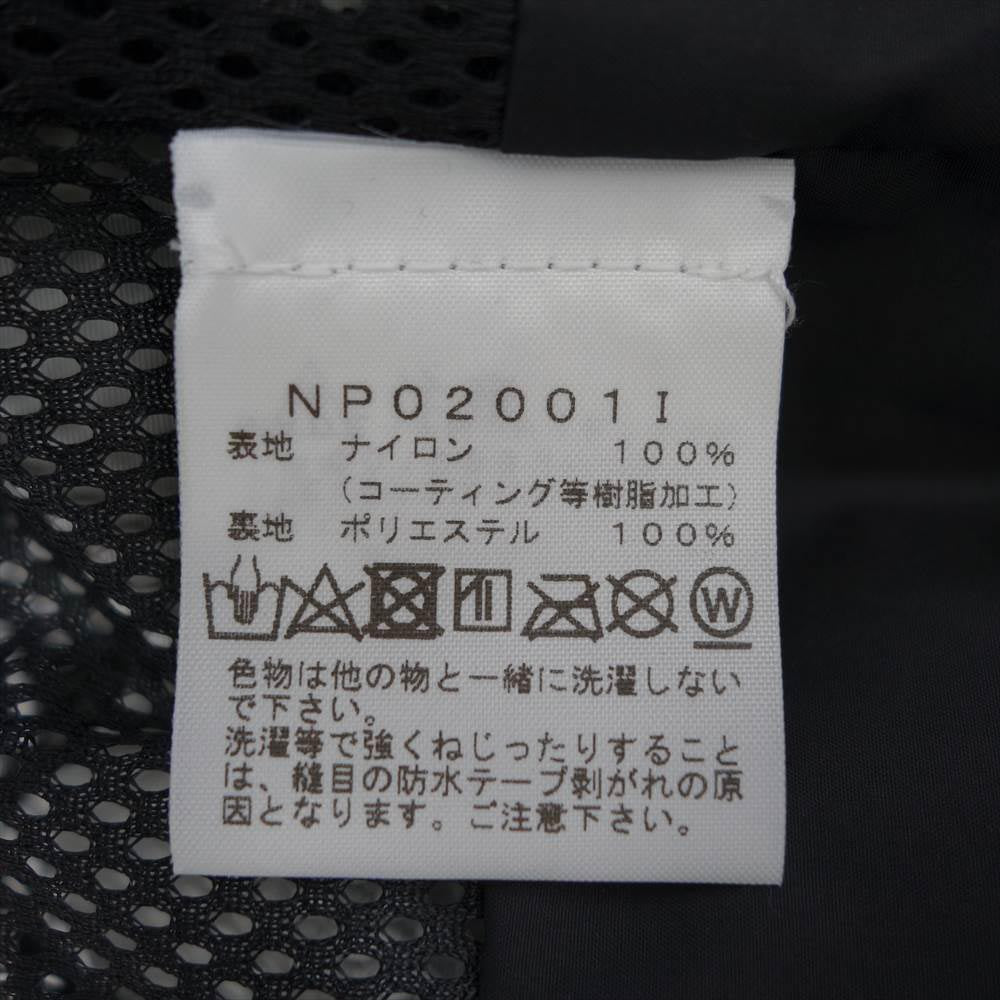 NP02001I
表地 ナイロン 100%
(コーティング等樹脂加工)
裏地 ポリエステル 100%
W
色物は他の物と一緒に洗濯しない
で下さい。
洗濯等で強くねじったりすること
は、縫目の防水テープ剥がれの原
因となります。ご注意下さい。